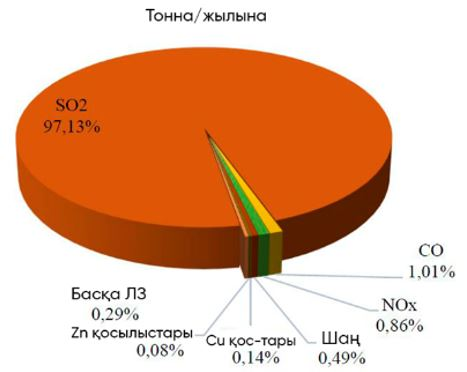 Тонна/жылына
SO2
97,13%
CO
1,01%
NOx
0,86%
Шаң
0,49%
Cu қос-тары
0,14%
Zn қосылыстары
0,08%
Басқа ЛЗ
0,29%